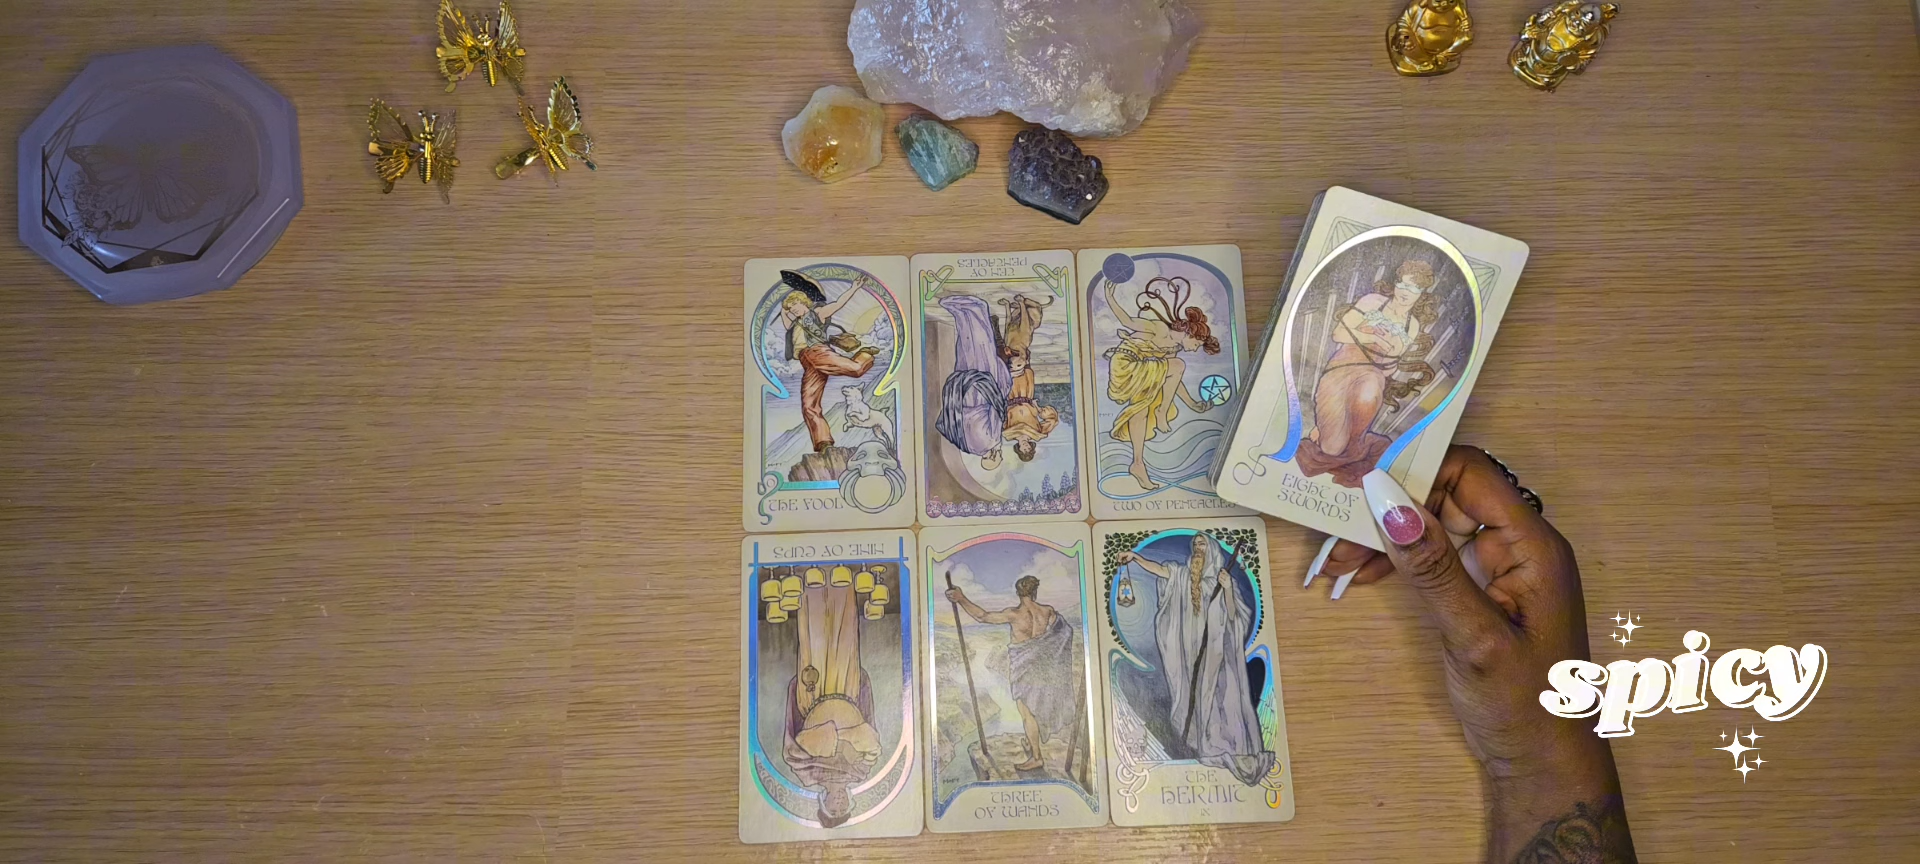 THE FOOL
TEN OF
PENTACLES
TWO OF PENTACLES
EIGHT OF
SWORDS
NINE OF CUPS
THREE
OF WANDS
THE
HERMIT
IX
spicy